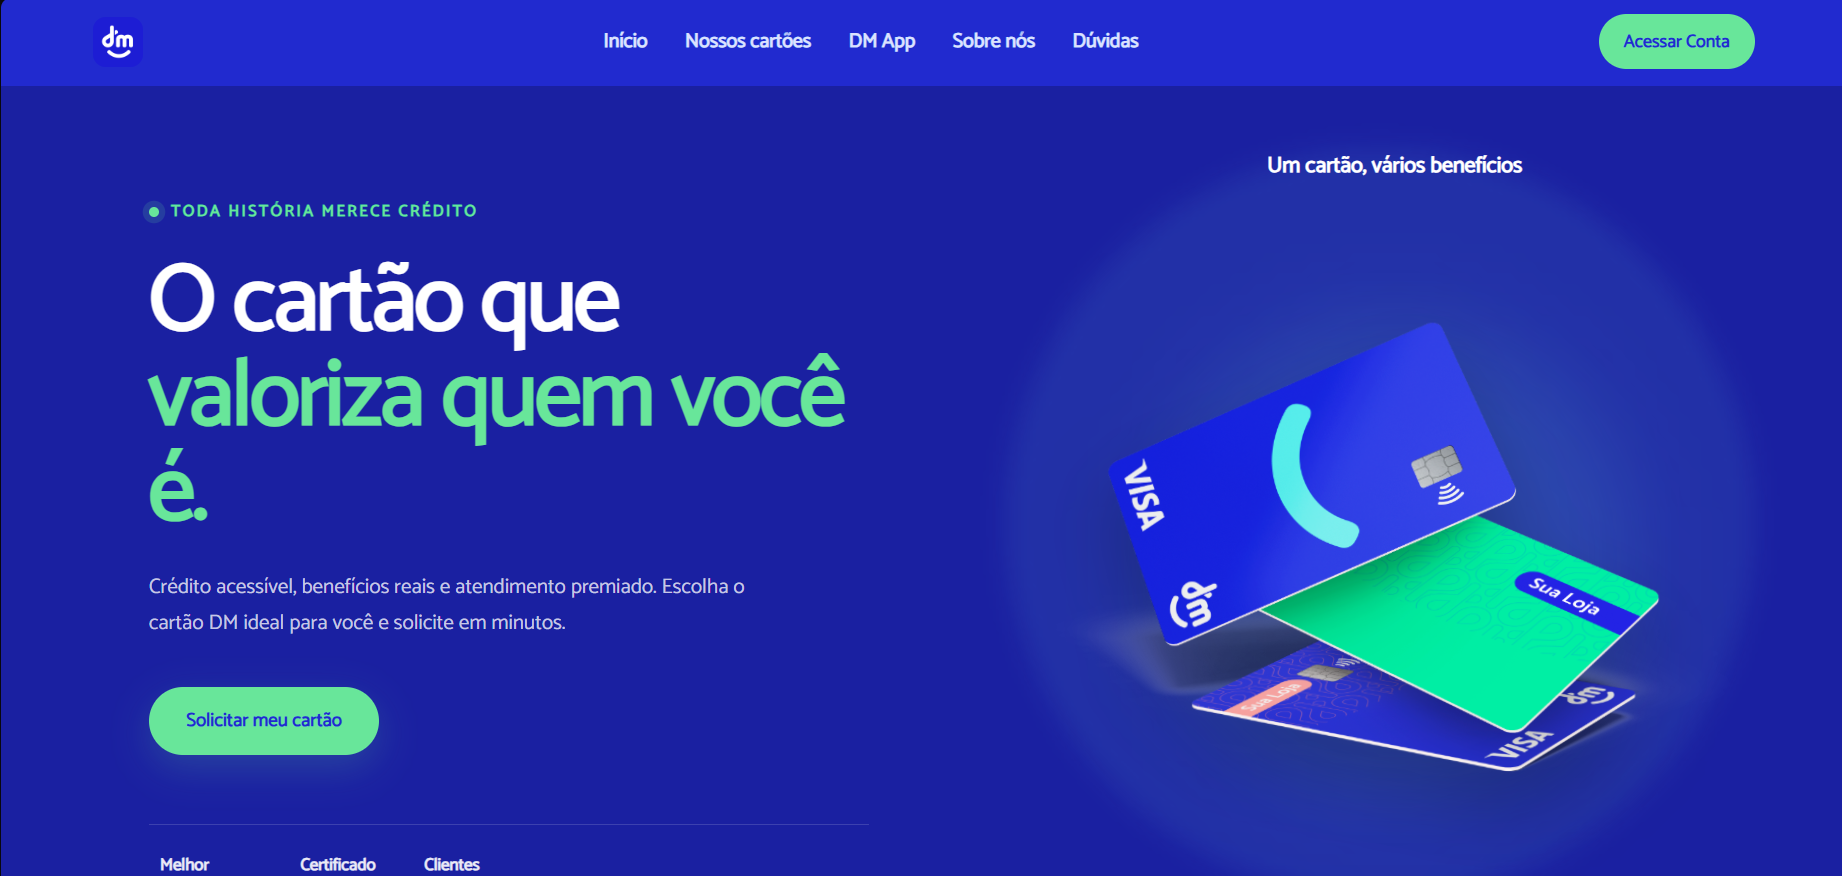 dm
Início
Nossos cartões
DM App
Sobre nós
Dúvidas
Acessar Conta
TODA HISTÓRIA MERECE CRÉDITO
O cartão que
valoriza quem você
é.
Crédito acessível, benefícios reais e atendimento premiado. Escolha o
cartão DM ideal para você e solicite em minutos.
Solicitar meu cartão
Melhor
Certificado
Clientes
Um cartão, vários benefícios
VISA
dm
Sua Loja
Sua Loja
dm
VISA